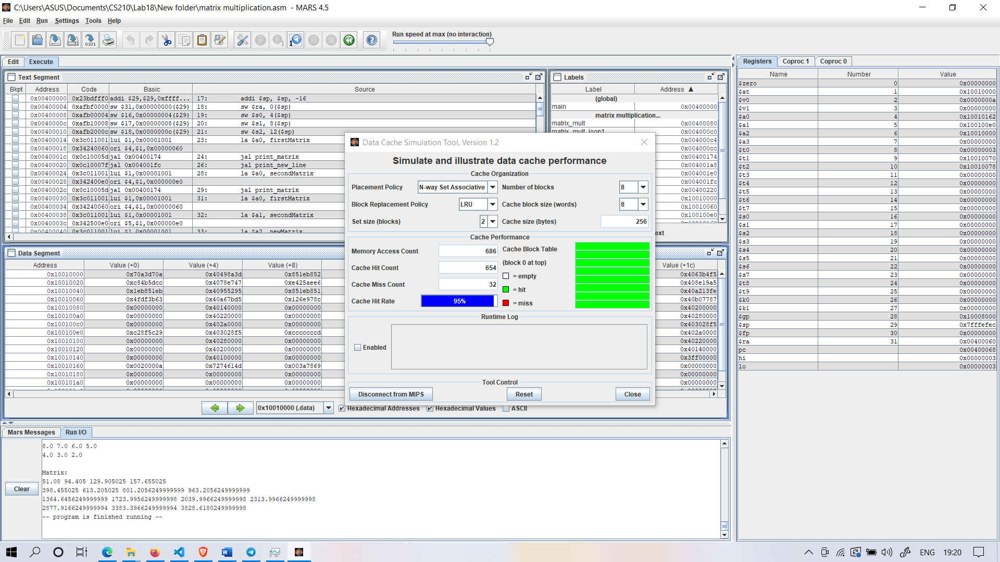 C:\Users\ASUS\Documents\CS210\Lab18\New folder\matrix multiplication.asm - MARS 4.5
File Edit Run Settings Tools Help
Run speed at max (no interaction)
Edit Execute
Text Segment
Bkpt Address Code Basic Source
0x00400000 0x23bdfff0 addi $29,$29,0xffff... 17: addi $sp, $sp, -16
0x00400004 0xafbf0000 sw $31,0x00000000($29) 18: sw $ra, 0($sp)
0x00400008 0xafb00004 sw $16,0x00000004($29) 19: sw $s0, 4($sp)
0x0040000c 0xafb10008 sw $17,0x00000008($29) 20: sw $s1, 8($sp)
0x00400010 0xafb2000c sw $18,0x0000000c($29) 21: sw $s2, 12($sp)
0x00400014 0x3c011001 lui $1,0x00001001 23: la $a0, firstMatrix
0x00400018 0x34240060 ori $4,$1,0x00000060
0x0040001c 0x0c10005d jal 0x00400174 24: jal print_matrix
0x00400020 0x0c10007f jal 0x004001fc 26: jal print_new_line
0x00400024 0x3c011001 lui $1,0x00001001 28: la $a0, secondMatrix
0x00400028 0x342400e0 ori $4,$1,0x000000e0
0x0040002c 0x0c10005d jal 0x00400174 29: jal print_matrix
0x00400030 0x3c011001 lui $1,0x00001001 31: la $a0, firstMatrix
0x00400034 0x34240060 ori $4,$1,0x00000060
0x00400038 0x3c011001 lui $1,0x00001001 32: la $a1, secondMatrix
0x0040003c 0x342500e0 ori $5,$1,0x000000e0
0x00400040 0x3c011001 lui $1,0x00001001 33: la $a2, newMatrix
Labels
Label Address ▲
(global)
main 0x00400000
matrix multiplication...
matrix_mult 0x00400080
matrix_mult_loop1 0x004000c0
0x004000c4
0x004000cc
0x00400174
0x004001a8
0x004001e0
0x004001fc
0x00400220
0x10010000
0x10010060
0x100100e0
0x10010160
ext
Data Cache Simulation Tool, Version 1.2
Simulate and illustrate data cache performance
Cache Organization
Placement Policy N-way Set Associative Number of blocks 8
Block Replacement Policy LRU Cache block size (words) 8
Set size (blocks) 2 Cache size (bytes) 256
Cache Performance
Memory Access Count 686 Cache Block Table
Cache Hit Count 654 (block 0 at top)
= empty
Cache Miss Count 32
= hit
Cache Hit Rate 95%
= miss
Runtime Log
Enabled
Tool Control
Disconnect from MIPS Reset Close
Data Segment
Address Value (+0) Value (+4) Value (+8) Value (+1c)
0x10010000 0x70a3d70a 0x40498a3d 0x851eb852 0x4063b4f5
0x10010020 0xc84b5dcc 0x4078e747 0xe425aee6 0x408e19a5
0x10010040 0x1eb851eb 0x40955295 0x851eb851 0x40a213fe
0x10010060 0x4fdf3b63 0x40a67bd5 0x126e978c 0x40b07787
0x10010080 0x00000000 0x40140000 0x00000000 0x40200000
0x100100a0 0x00000000 0x40220000 0x00000000 0x40280000
0x100100c0 0x00000000 0x402a0000 0x00000000 0x403028f5
0x100100e0 0xc28f5c29 0x403028f5 0xcccccccd 0x402a0000
0x10010100 0x00000000 0x40280000 0x00000000 0x40220000
0x10010120 0x00000000 0x40200000 0x00000000 0x40140000
0x10010140 0x00000000 0x40100000 0x00000000 0x3ff00000
0x10010160 0x0020000a 0x7274614d 0x003a7869 0x00000000
0x10010180 0x00000000 0x00000000 0x00000000 0x00000000
0x100101a0 0x00000000 0x00000000 0x00000000 0x00000000
0x10010000 (.data) Hexadecimal Addresses Hexadecimal Values ASCII
Registers Coproc 1 Coproc 0
Name Number Value
$zero 0 0x00000000
$at 1 0x10010000
$v0 2 0x0000000a
$v1 3 0x00000000
$a0 4 0x10010162
$a1 5 0x100100e0
$a2 6 0x10010000
$a3 7 0x00000000
$t0 8 0x00000003
$t1 9 0x10010070
$t2 10 0x10010078
$t3 11 0x00000000
$t4 12 0x00000000
$t5 13 0x00000000
$t6 14 0x00000000
$t7 15 0x00000000
$s0 16 0x00000000
$s1 17 0x00000000
$s2 18 0x00000000
$s3 19 0x00000000
$s4 20 0x00000000
$s5 21 0x00000000
$s6 22 0x00000000
$s7 23 0x00000000
$t8 24 0x00000000
$t9 25 0x00000000
$k0 26 0x00000000
$k1 27 0x00000000
$gp 28 0x10008000
$sp 29 0x7fffefec
$fp 30 0x00000000
$ra 31 0x00400060
pc 0x00400068
hi 0x00000003
lo 0x00000003
Mars Messages Run I/O
Clear
8.0 7.0 6.0 5.0
4.0 3.0 2.0
Matrix:
51.08 94.405 129.905025 157.655025
398.455025 613.205025 801.2056249999999 963.2056249999999
1364.6456249999999 1723.9956249999998 2039.9966249999998 2313.9966249999998
2877.9166249999994 3383.3966249999994 3828.6180249999998
-- program is finished running --
ENG 19:20